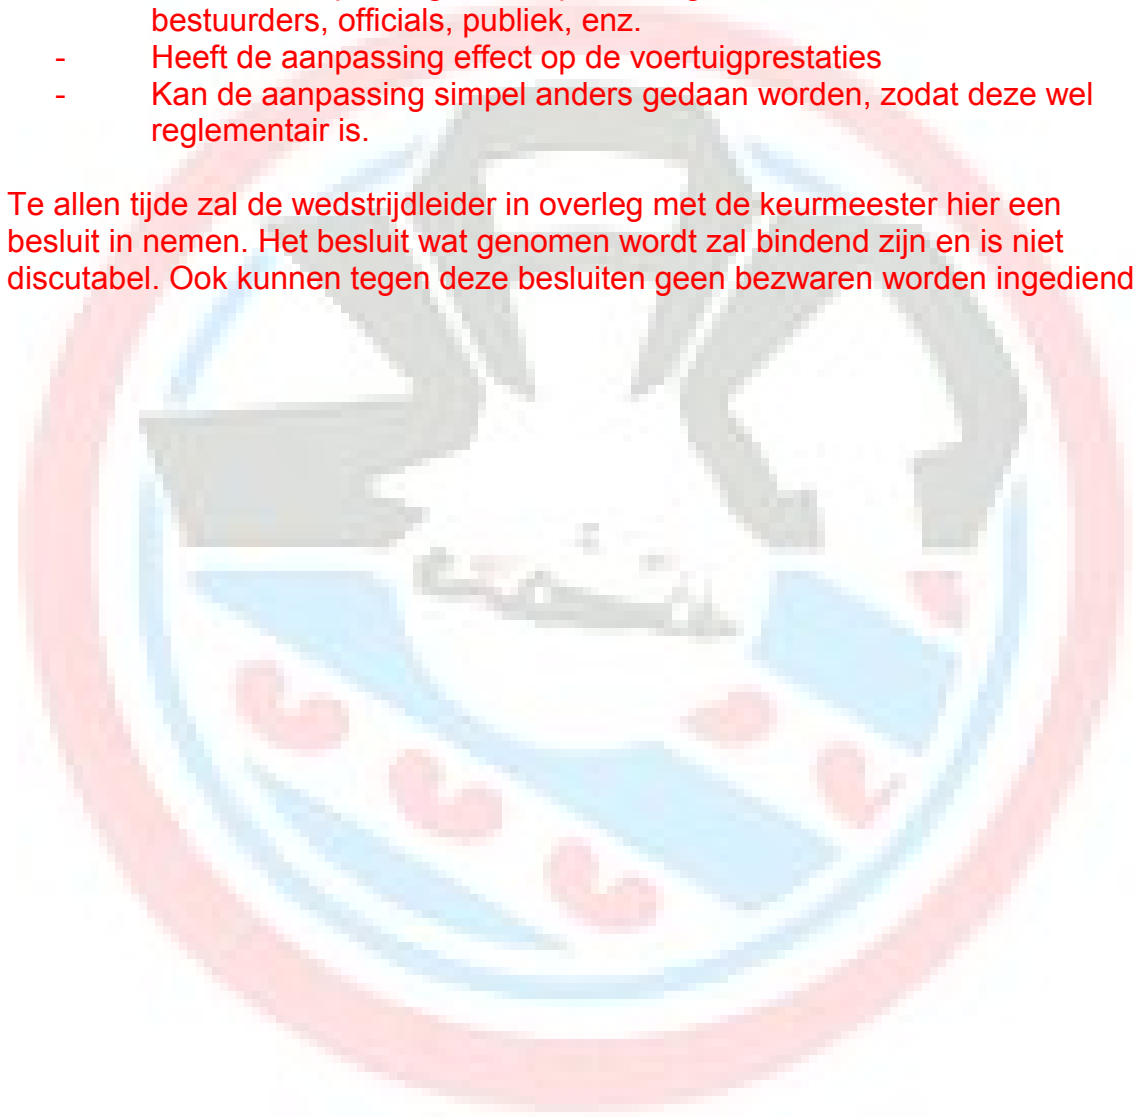 bestuurders, officials, publiek, enz.
- Heeft de aanpassing effect op de voertuigprestaties
- Kan de aanpassing simpel anders gedaan worden, zodat deze wel
reglementair is.
Te allen tijde zal de wedstrijdleider in overleg met de keurmeester hier een
besluit in nemen. Het besluit wat genomen wordt zal bindend zijn en is niet
discutabel. Ook kunnen tegen deze besluiten geen bezwaren worden ingediend